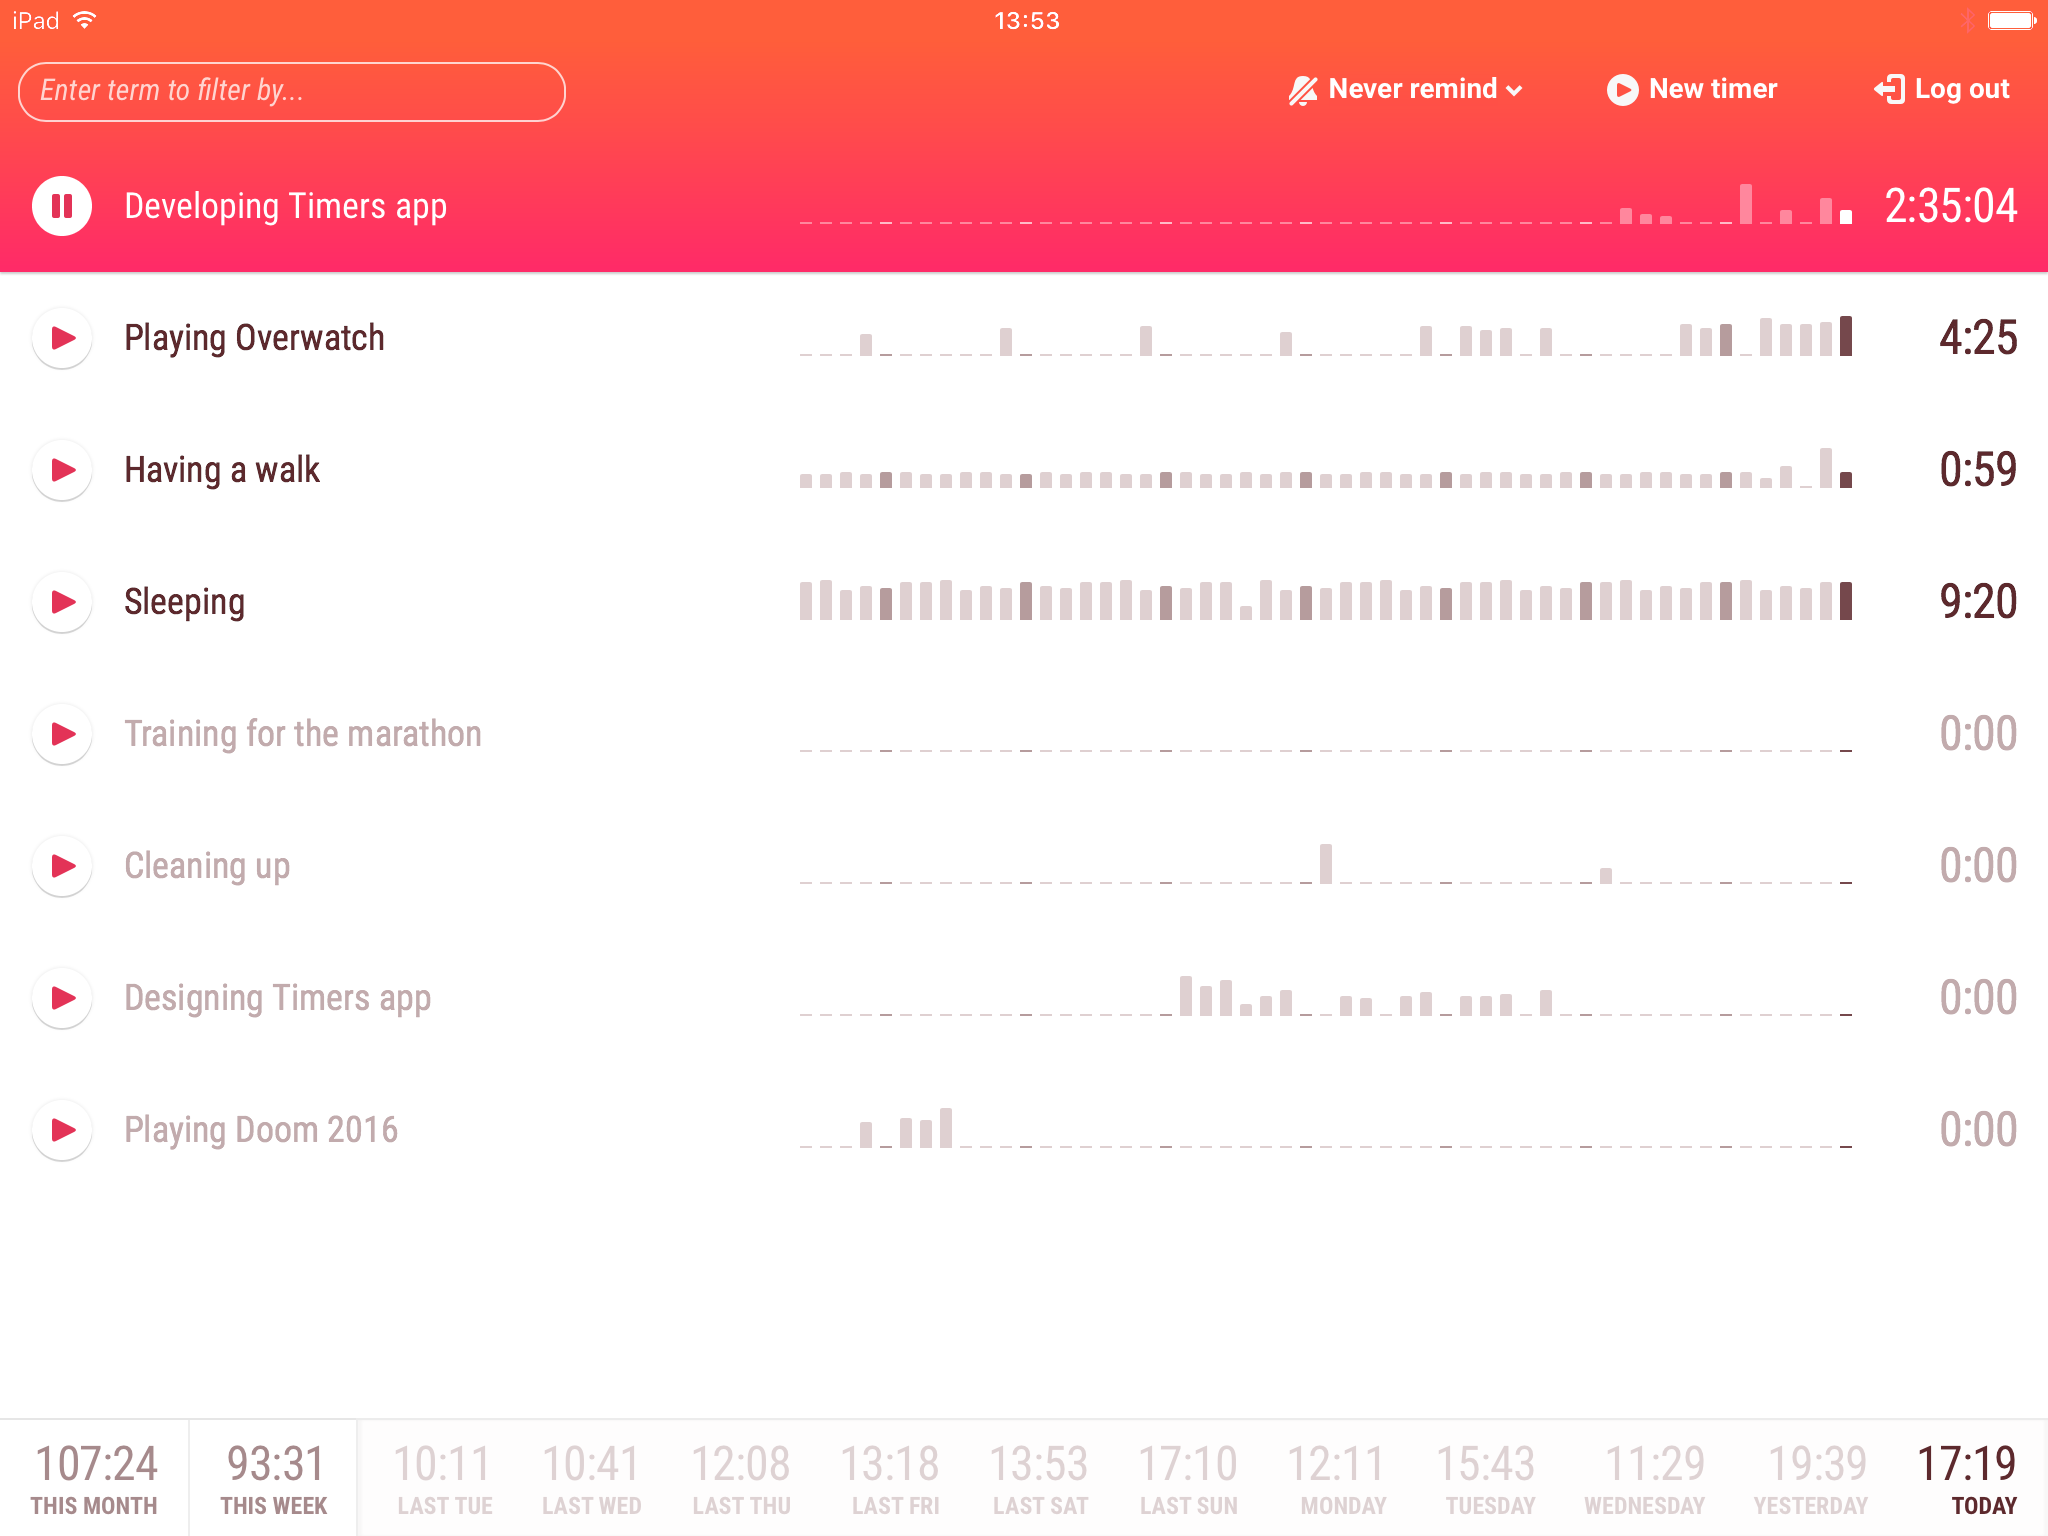 iPad 13:53
Enter term to filter by...
Never remind
New timer
Log out
Developing Timers app 2:35:04
Playing Overwatch 4:25
Having a walk 0:59
Sleeping 9:20
Training for the marathon 0:00
Cleaning up 0:00
Designing Timers app 0:00
Playing Doom 2016 0:00
107:24 93:31 10:11 10:41 12:08 13:18 13:53 17:10 12:11 15:43 11:29 19:39 17:19
THIS MONTH THIS WEEK LAST TUE LAST WED LAST THU LAST FRI LAST SAT LAST SUN MONDAY TUESDAY WEDNESDAY YESTERDAY TODAY